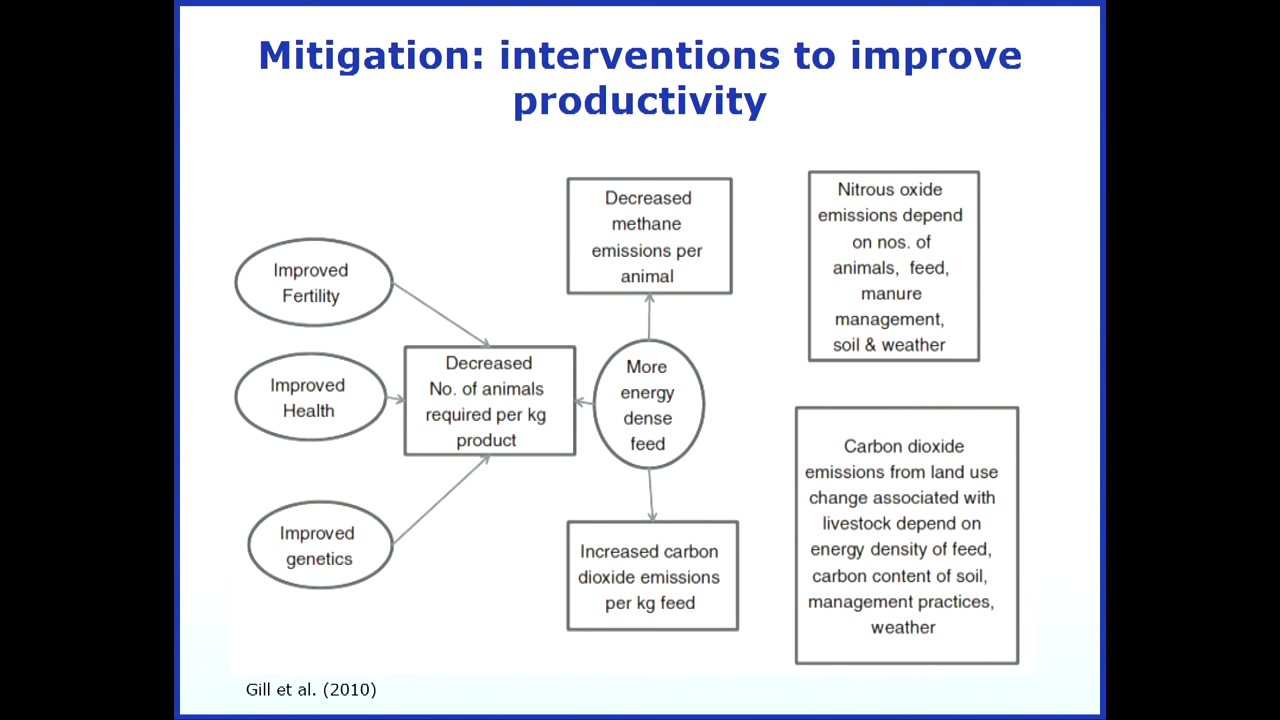 Mitigation: interventions to improve
productivity
Improved
Fertility
Improved
Health
Improved
genetics
Decreased
No. of animals
required per kg
product
Decreased
methane
emissions per
animal
More
energy
dense
feed
Increased carbon
dioxide emissions
per kg feed
Nitrous oxide
emissions depend
on nos. of
animals, feed,
manure
management,
soil & weather
Carbon dioxide
emissions from land use
change associated with
livestock depend on
energy density of feed,
carbon content of soil,
management practices,
weather
Gill et al. (2010)